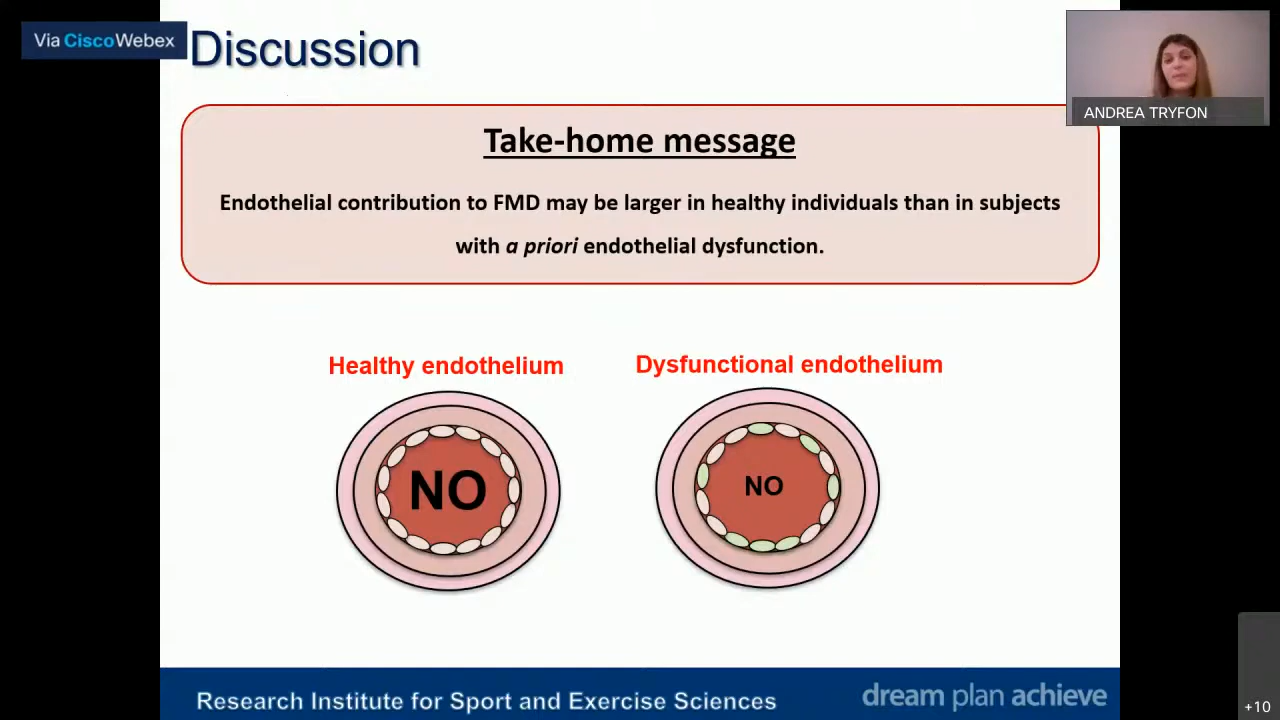 Via CiscoWebex
Discussion
ANDREA TRYFON
Take-home message
Endothelial contribution to FMD may be larger in healthy individuals than in subjects
with a priori endothelial dysfunction.
Healthy endothelium
Dysfunctional endothelium
NO
NO
Research Institute for Sport and Exercise Sciences
dream plan achieve
+10